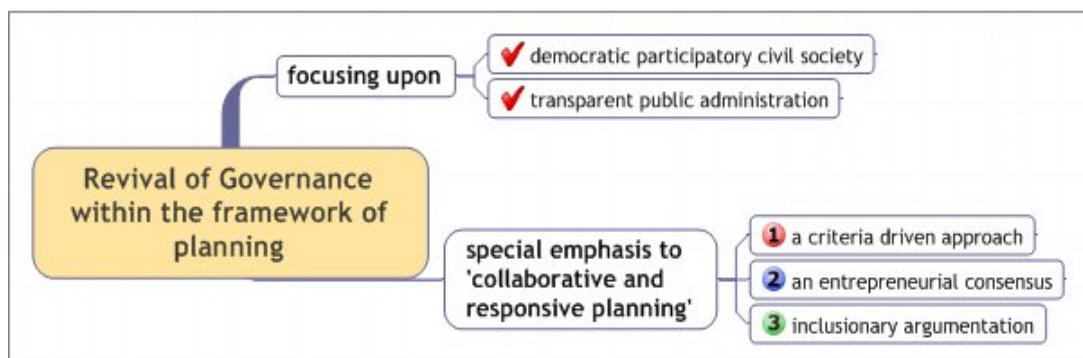 focusing upon
democratic participatory civil society
transparent public administration
Revival of Governance
within the framework of
planning
special emphasis to
'collaborative and
responsive planning'
1 a criteria driven approach
2 an entrepreneurial consensus
3 inclusionary argumentation